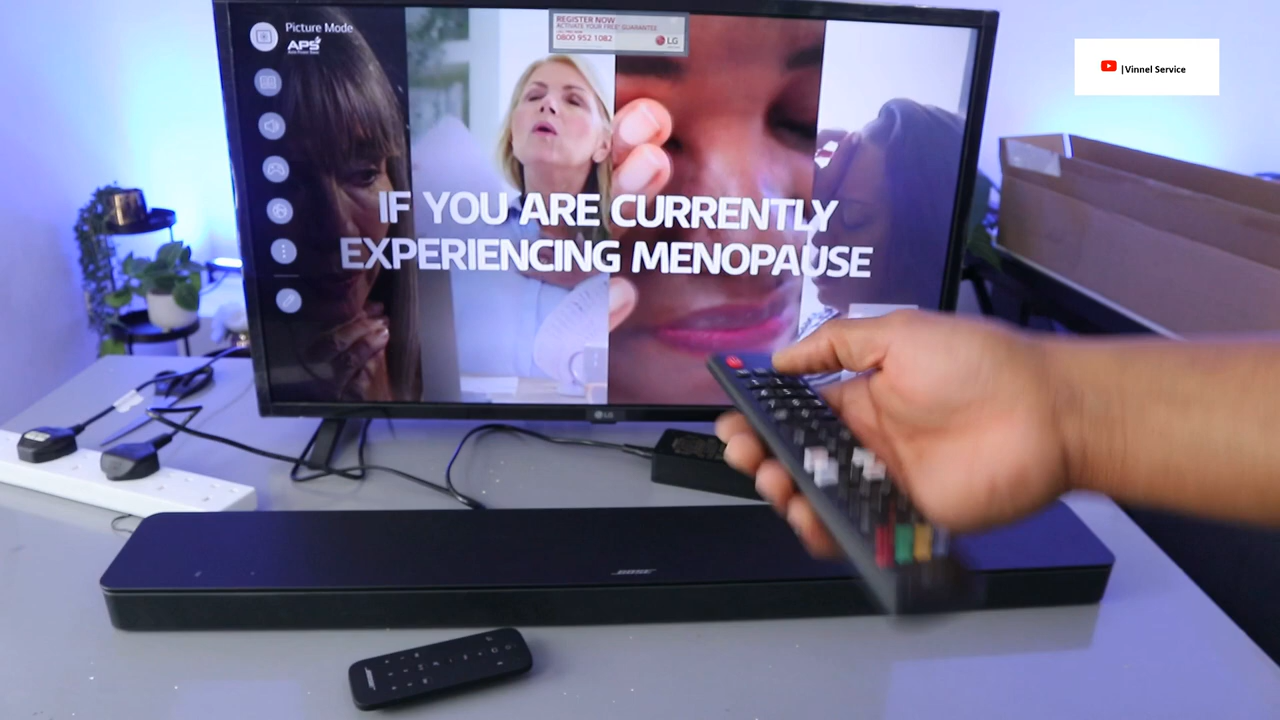 Picture Mode
APS
REGISTER NOW
ACTIVATE YOUR FREE* GUARANTEE
0800 952 1082
LG
|Vinnel Service
IF YOU ARE CURRENTLY
EXPERIENCING MENOPAUSE
LG
BOSE